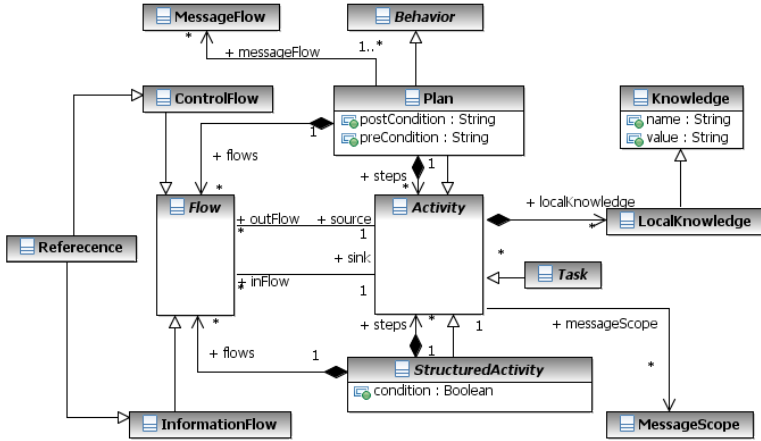 MessageFlow
Behavior
*
+ messageFlow
1..*
ControlFlow
Plan
postCondition : String
preCondition : String
Knowledge
name : String
value : String
1
+ flows
1
+ steps
*
*
Flow
Activity
+ localKnowledge
*
LocalKnowledge
+ outFlow
+ source
*
1
Referecence
+ sink
*
Task
+ inFlow
*
1
*
+ steps
*
1
+ messageScope
+ flows
1
1
*
StructuredActivity
condition : Boolean
InformationFlow
MessageScope